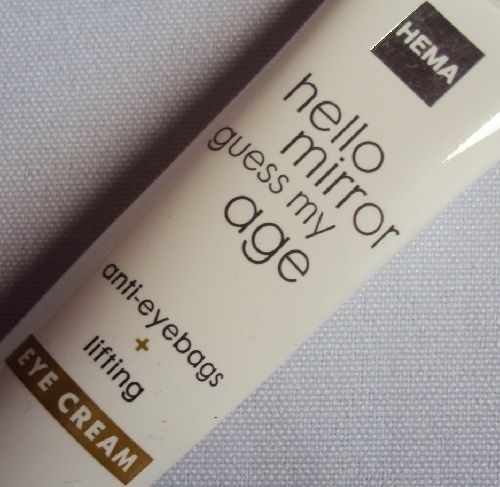 HEMA
hello
mirror
guess my
age
anti-eyebags
+
lifting
EYE CREAM